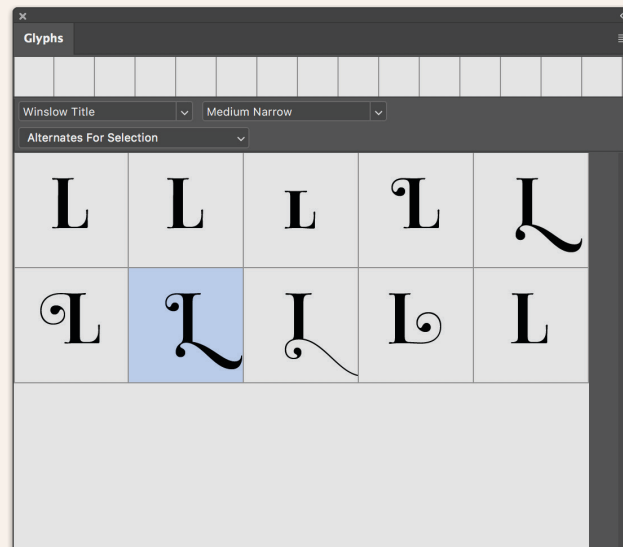 Glyphs
Winslow Title Medium Narrow
Alternates For Selection
L L L L L
L L L L L